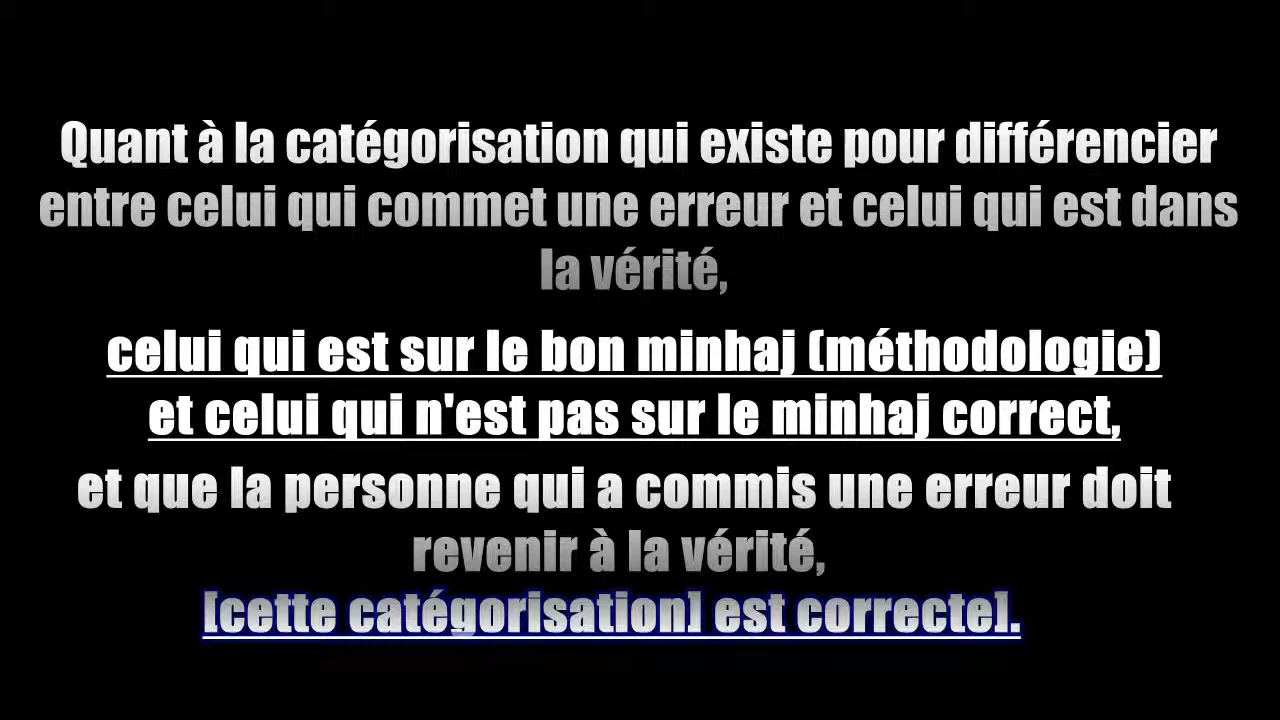 Quant à la catégorisation qui existe pour différencier
entre celui qui commet une erreur et celui qui est dans
la vérité,
celui qui est sur le bon minhaj (méthodologie)
et celui qui n'est pas sur le minhaj correct,
et que la personne qui a commis une erreur doit
revenir à la vérité,
[cette catégorisation] est correcte].